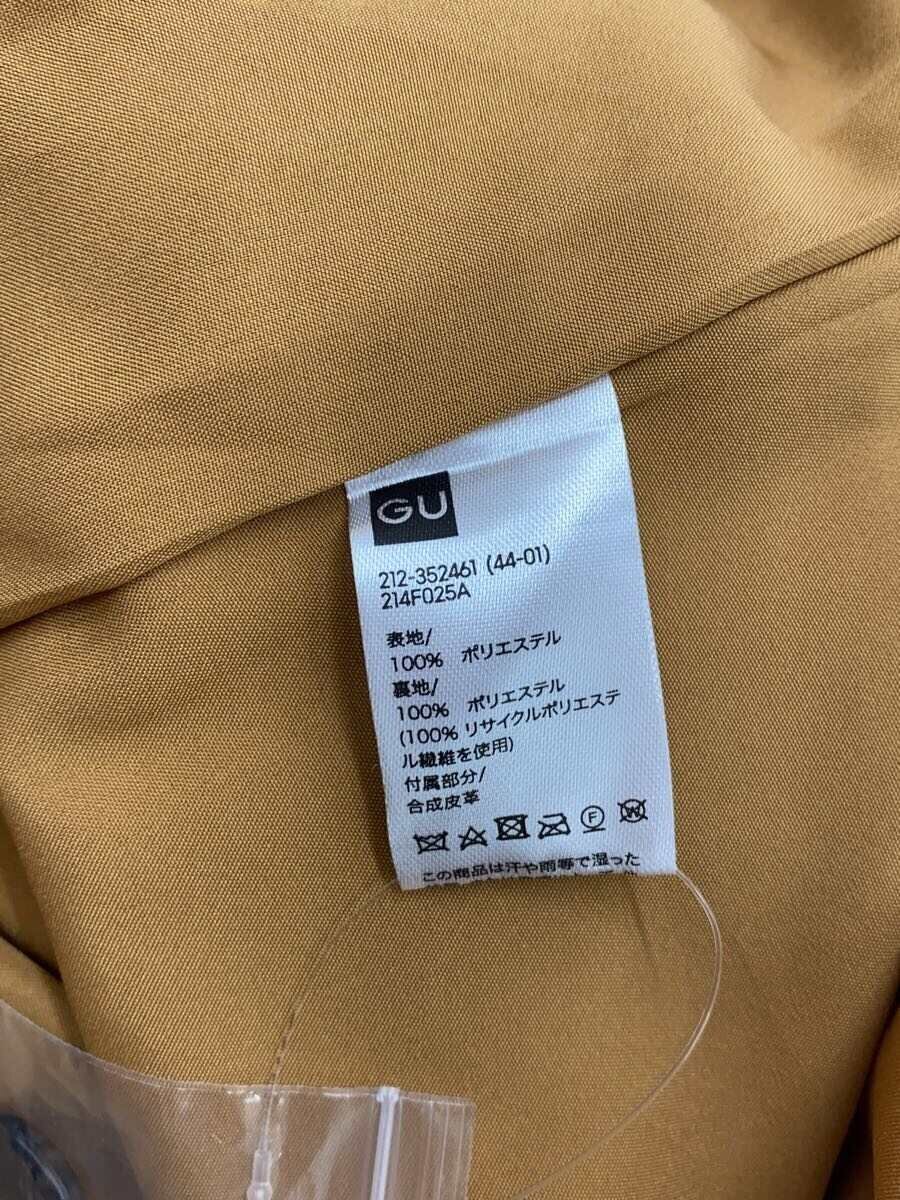 GU
212-352461 (44-01)
214F025A
表地/
100% ポリエステル
裏地/
100% ポリエステル
(100% リサイクルポリエステ
ル繊維を使用)
付属部分/
合成皮革
F
W
この商品は汗や雨等で湿った